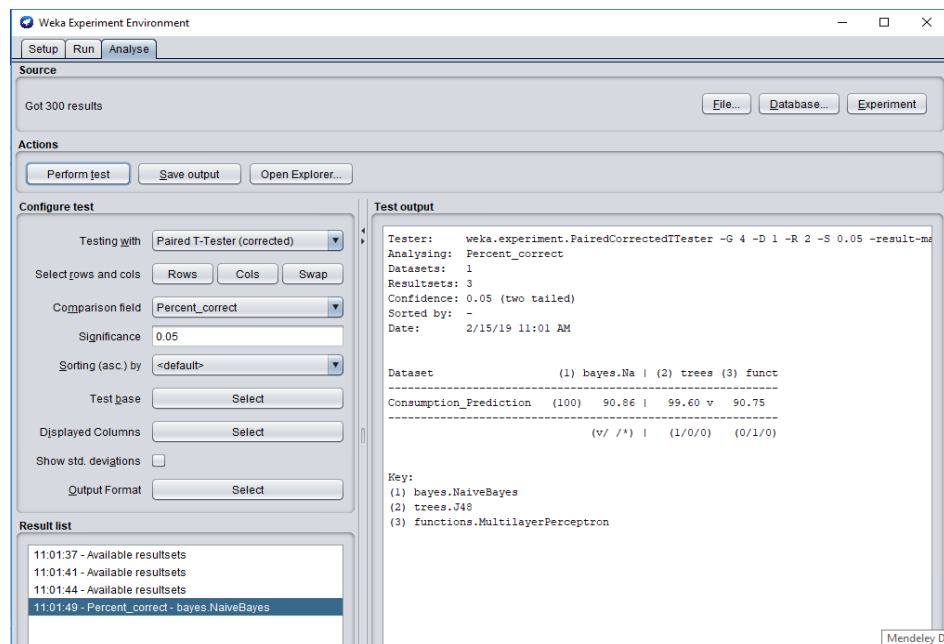 Weka Experiment Environment
Setup Run Analyse
Source
Got 300 results
File... Database... Experiment
Actions
Perform test Save output Open Explorer...
Configure test
Testing with Paired T-Tester (corrected)
Select rows and cols Rows Cols Swap
Comparison field Percent_correct
Significance 0.05
Sorting (asc.) by <default>
Test base Select
Displayed Columns Select
Show std. deviations
Output Format Select
Result list
11:01:37 - Available resultsets
11:01:41 - Available resultsets
11:01:44 - Available resultsets
11:01:49 - Percent_correct - bayes.NaiveBayes
Test output
Tester: weka.experiment.PairedCorrectedTTester -G 4 -D 1 -R 2 -S 0.05 -result-ma
Analysing: Percent_correct
Datasets: 1
Resultsets: 3
Confidence: 0.05 (two tailed)
Sorted by: -
Date: 2/15/19 11:01 AM
Dataset (1) bayes.Na | (2) trees (3) funct
------------------------------------------------------------------
Consumption_Prediction (100) 90.86 | 99.60 v 90.75
------------------------------------------------------------------
(v/ /*) | (1/0/0) (0/1/0)
Key:
(1) bayes.NaiveBayes
(2) trees.J48
(3) functions.MultilayerPerceptron
Mendeley D